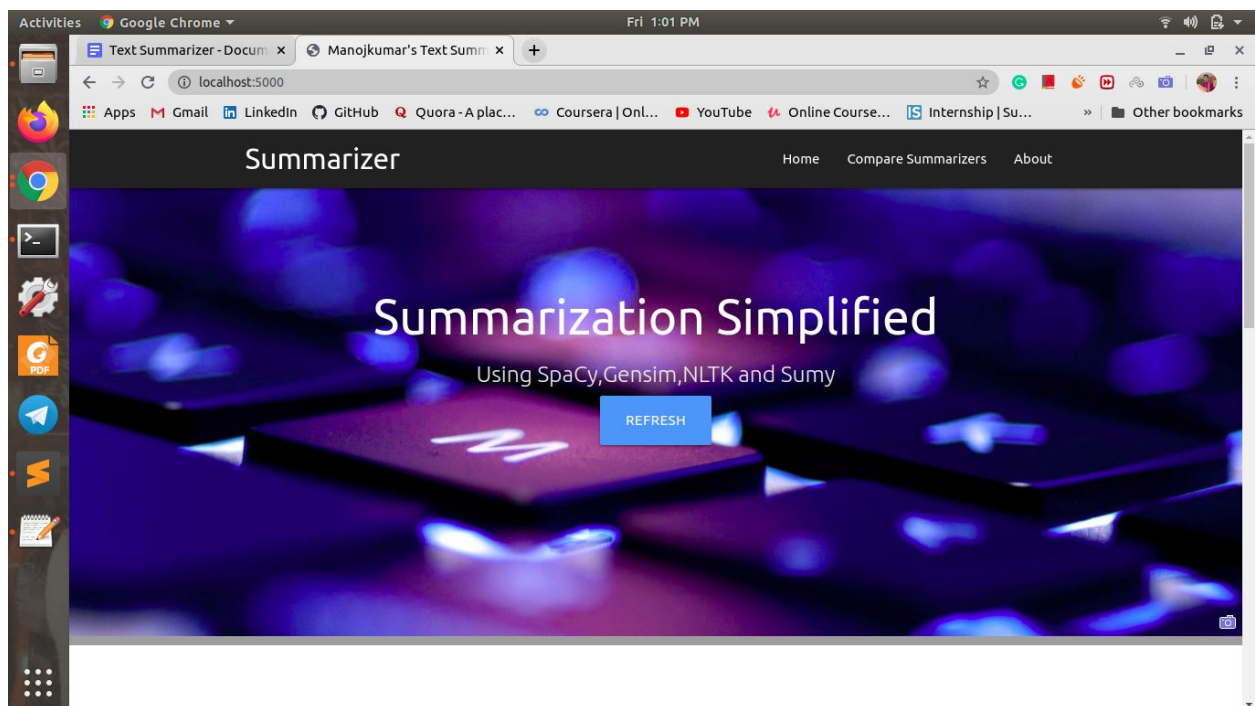 Activities Google Chrome Fri 1:01 PM
Text Summarizer - Docum Manojkumar's Text Summ
localhost:5000
Apps Gmail LinkedIn GitHub Quora - A plac... Coursera | Onl... YouTube Online Course... Internship | Su... » Other bookmarks
Summarizer Home Compare Summarizers About
Summarization Simplified
Using SpaCy,Gensim,NLTK and Sumy
REFRESH
M
PDF